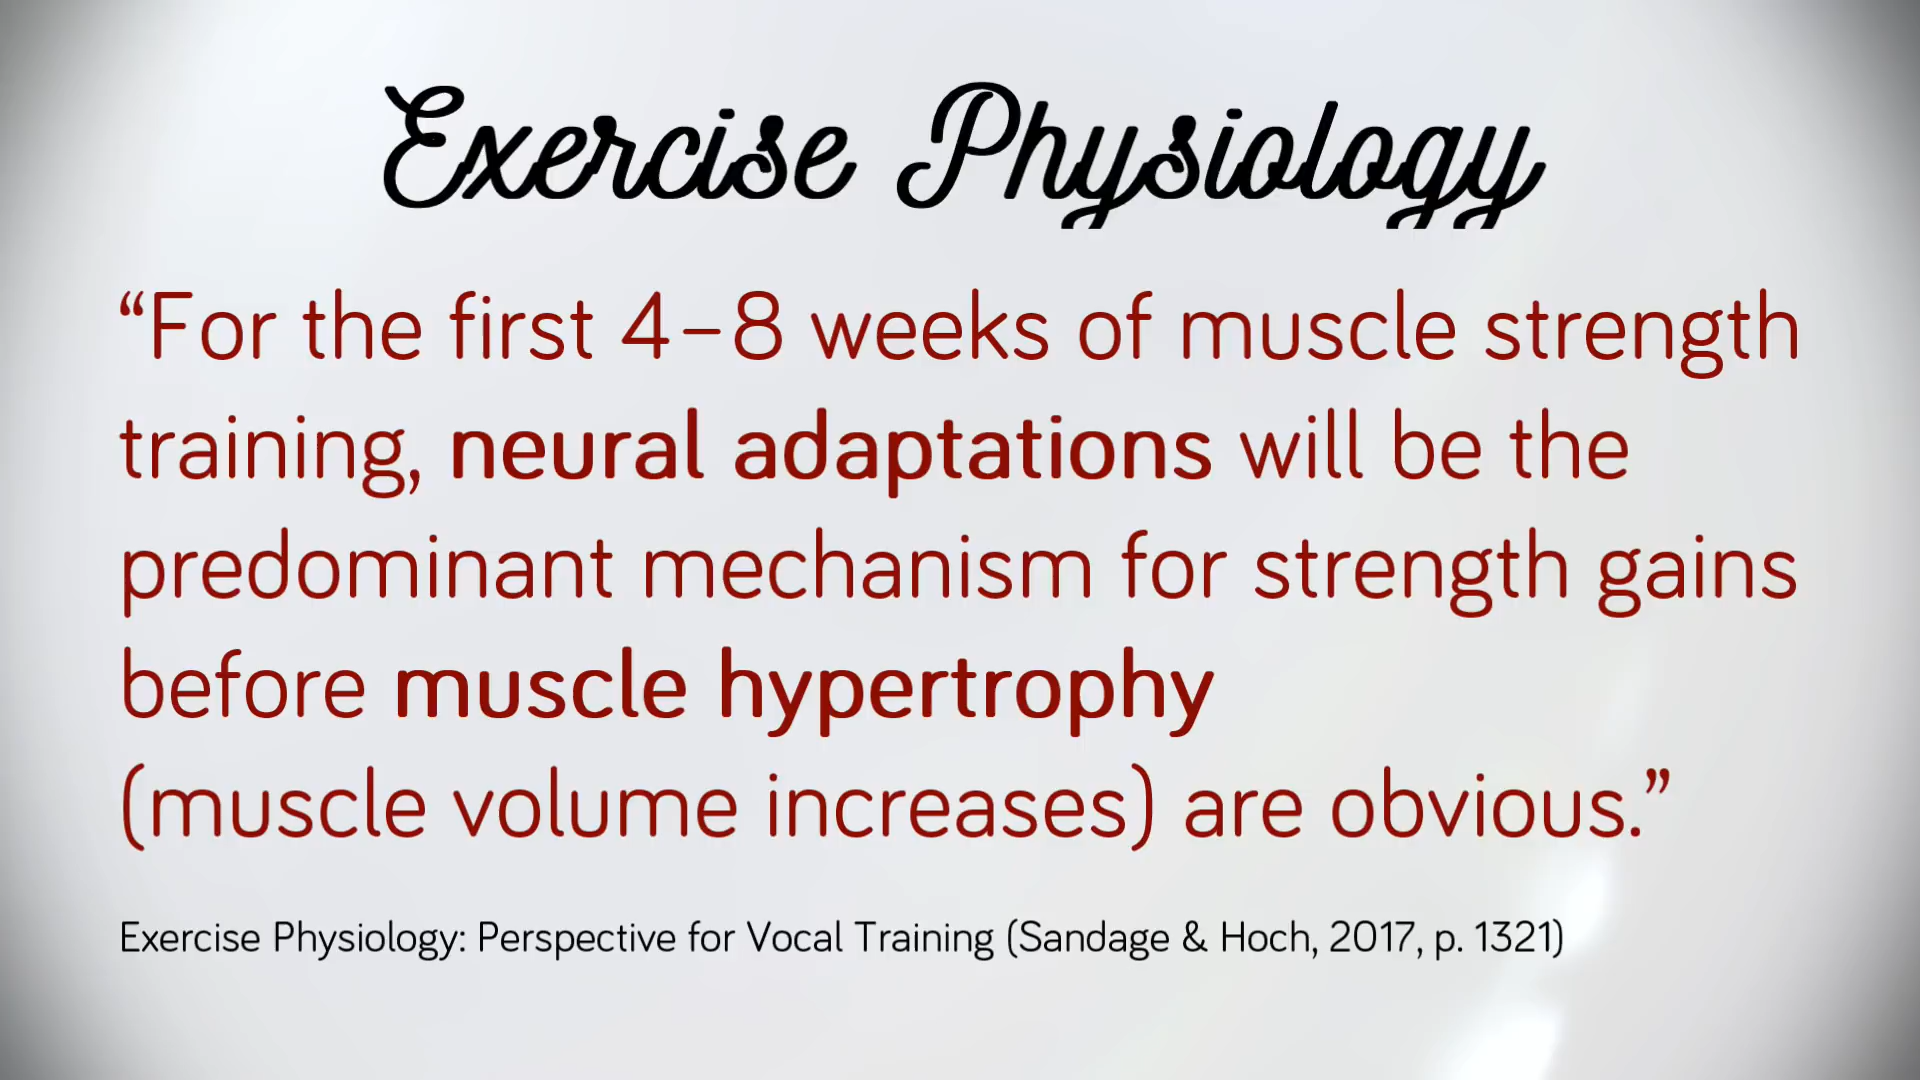 Exercise Physiology
“For the first 4–8 weeks of muscle strength
training, neural adaptations will be the
predominant mechanism for strength gains
before muscle hypertrophy
(muscle volume increases) are obvious.”
Exercise Physiology: Perspective for Vocal Training (Sandage & Hoch, 2017, p. 1321)